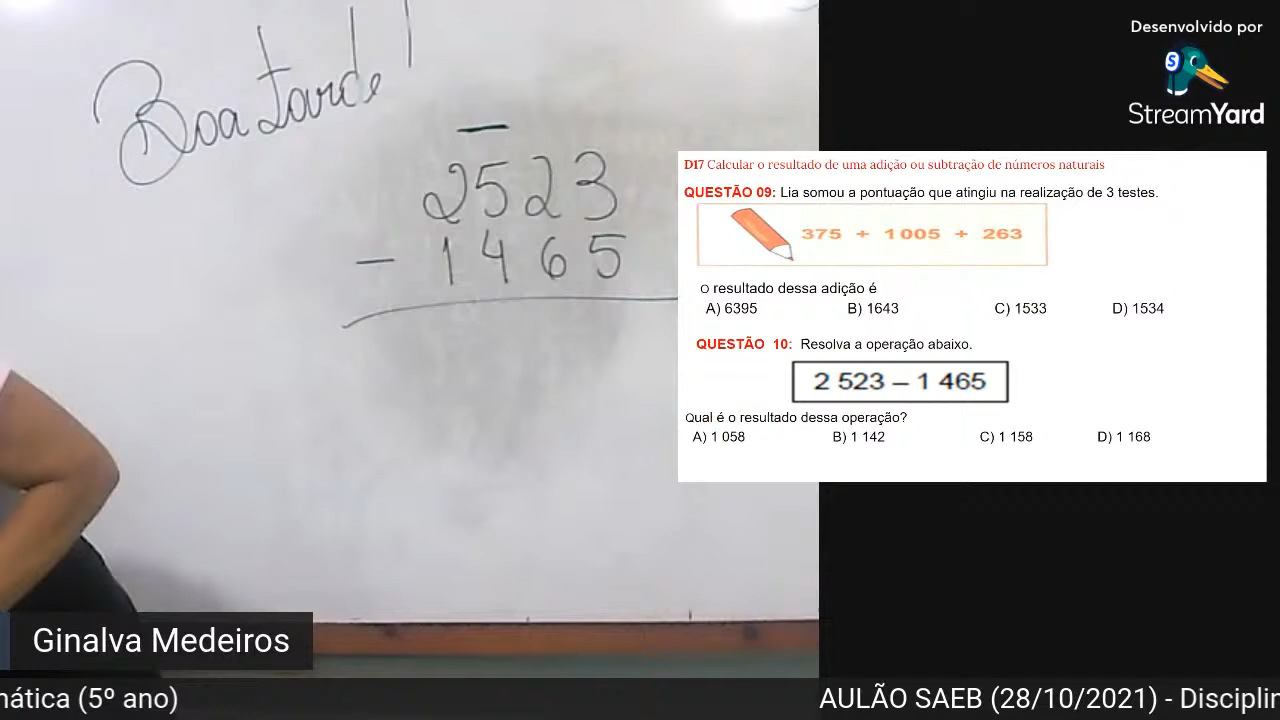 Boa tarde!
2523
- 1465
Desenvolvido por
StreamYard
D17 Calcular o resultado de uma adição ou subtração de números naturais
QUESTÃO 09: Lia somou a pontuação que atingiu na realização de 3 testes.
375 + 1005 + 263
O resultado dessa adição é
A) 6395 B) 1643 C) 1533 D) 1534
QUESTÃO 10: Resolva a operação abaixo.
2 523 – 1 465
Qual é o resultado dessa operação?
A) 1 058 B) 1 142 C) 1 158 D) 1 168
Ginalva Medeiros
mática (5º ano) AULÃO SAEB (28/10/2021) - Disciplin